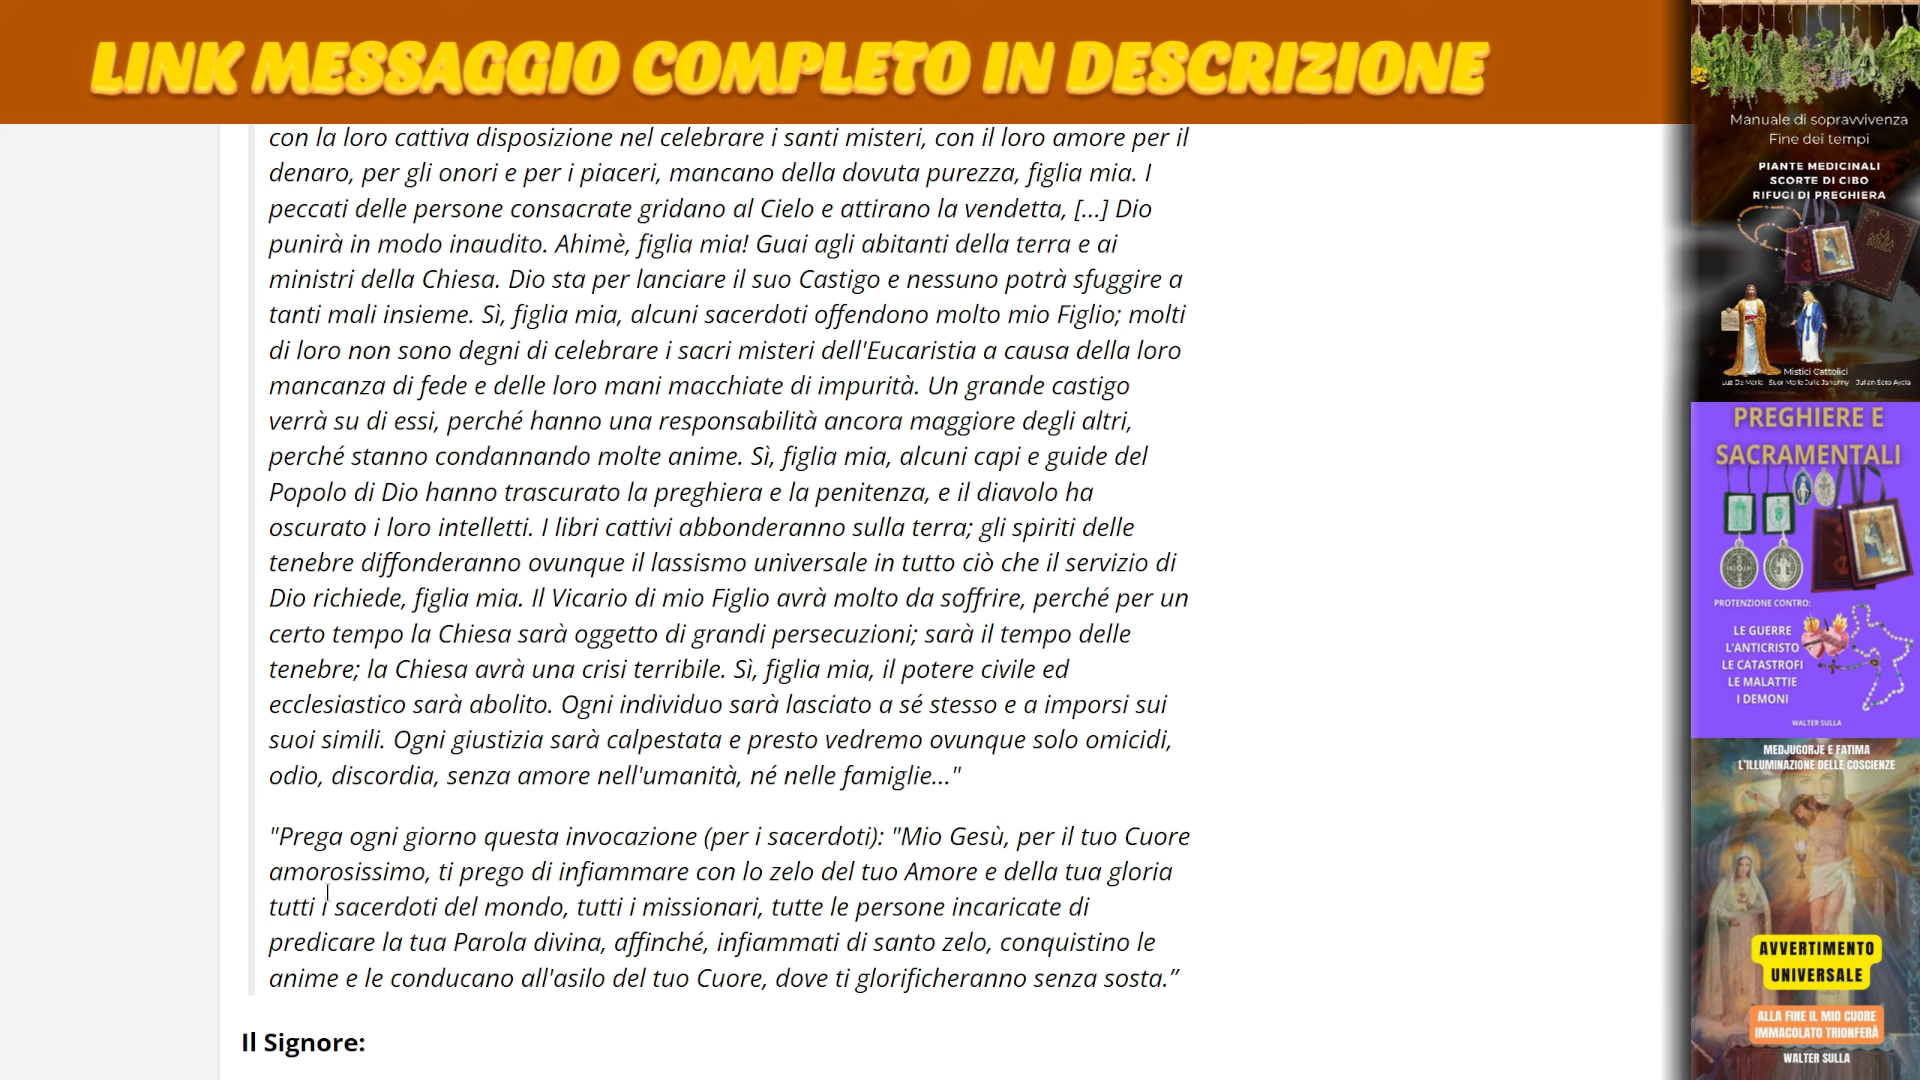 LINK MESSAGGIO COMPLETO IN DESCRIZIONE
con la loro cattiva disposizione nel celebrare i santi misteri, con il loro amore per il
denaro, per gli onori e per i piaceri, mancano della dovuta purezza, figlia mia. I
peccati delle persone consacrate gridano al Cielo e attirano la vendetta, [...] Dio
punirà in modo inaudito. Ahimè, figlia mia! Guai agli abitanti della terra e ai
ministri della Chiesa. Dio sta per lanciare il suo Castigo e nessuno potrà sfuggire a
tanti mali insieme. Sì, figlia mia, alcuni sacerdoti offendono molto mio Figlio; molti
di loro non sono degni di celebrare i sacri misteri dell'Eucaristia a causa della loro
mancanza di fede e delle loro mani macchiate di impurità. Un grande castigo
verrà su di essi, perché hanno una responsabilità ancora maggiore degli altri,
perché stanno condannando molte anime. Sì, figlia mia, alcuni capi e guide del
Popolo di Dio hanno trascurato la preghiera e la penitenza, e il diavolo ha
oscurato i loro intelletti. I libri cattivi abbonderanno sulla terra; gli spiriti delle
tenebre diffonderanno ovunque il lassismo universale in tutto ciò che il servizio di
Dio richiede, figlia mia. Il Vicario di mio Figlio avrà molto da soffrire, perché per un
certo tempo la Chiesa sarà oggetto di grandi persecuzioni; sarà il tempo delle
tenebre; la Chiesa avrà una crisi terribile. Sì, figlia mia, il potere civile ed
ecclesiastico sarà abolito. Ogni individuo sarà lasciato a sé stesso e a imporsi sui
suoi simili. Ogni giustizia sarà calpestata e presto vedremo ovunque solo omicidi,
odio, discordia, senza amore nell'umanità, né nelle famiglie..."
"Prega ogni giorno questa invocazione (per i sacerdoti): "Mio Gesù, per il tuo Cuore
amorosissimo, ti prego di infiammare con lo zelo del tuo Amore e della tua gloria
tutti i sacerdoti del mondo, tutti i missionari, tutte le persone incaricate di
predicare la tua Parola divina, affinché, infiammati di santo zelo, conquistino le
anime e le conducano all'asilo del tuo Cuore, dove ti glorificheranno senza sosta.”
Il Signore:
Manuale di sopravvivenza
Fine dei tempi
PIANTE MEDICINALI
SCORTE DI CIBO
RIFUGI DI PREGHIERA
Mistici Cattolici
Luz De Maria Suor Marie Julie Jahenny Julian Soto Ayala
PREGHIERE E
SACRAMENTALI
PROTENZIONE CONTRO:
LE GUERRE
L'ANTICRISTO
LE CATASTROFI
LE MALATTIE
I DEMONI
WALTER SULLA
MEDJUGORJE E FATIMA
L'ILLUMINAZIONE DELLE COSCIENZE
AVVERTIMENTO
UNIVERSALE
ALLA FINE IL MIO CUORE
IMMACOLATO TRIONFERÀ
WALTER SULLA